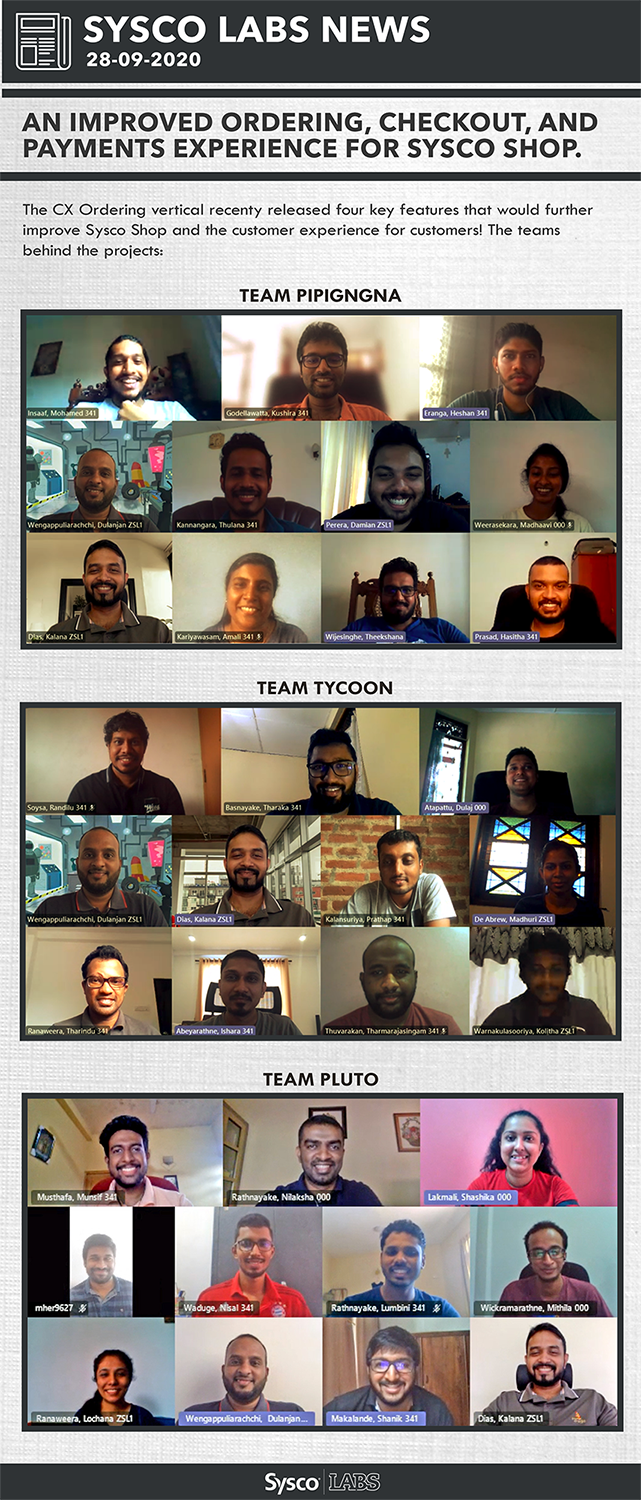 SYSCO LABS NEWS
28-09-2020
AN IMPROVED ORDERING, CHECKOUT, AND
PAYMENTS EXPERIENCE FOR SYSCO SHOP.
The CX Ordering vertical recenty released four key features that would further
improve Sysco Shop and the customer experience for customers! The teams
behind the projects:
TEAM PIPIGNGNA
Insaaf, Mohamed 341
Godellawatta, Kushira 341
Eranga, Heshan 341
Wengappuliarachchi, Dulanjan ZSL1
Kannangara, Thulana 341
Perera, Damian ZSL1
Weerasekara, Madhaavi 000
Dias, Kalana ZSL1
Kariyawasam, Amali 341
Wijesinghe, Theekshana
Prasad, Hasitha 341
TEAM TYCOON
Soysa, Randilu 341
Basnayake, Tharaka 341
Atapattu, Dulaj 000
Wengappuliarachchi, Dulanjan ZSL1
Dias, Kalana ZSL1
Kalansuriya, Prathap 341
De Abrew, Madhuri ZSL1
Ranaweera, Tharindu 341
Abeyarathne, Ishara 341
Thuvarakan, Tharmarajasingam 341
Warnakulasooriya, Kolitha ZSL1
TEAM PLUTO
Musthafa, Munsif 341
Rathnayake, Nilaksha 000
Lakmali, Shashika 000
mher9627
Waduge, Nisal 341
Rathnayake, Lumbini 341
Wickramarathne, Mithila 000
Ranaweera, Lochana ZSL1
Wengappuliarachchi, Dulanjan...
Makalande, Shanik 341
Dias, Kalana ZSL1
Sysco LABS